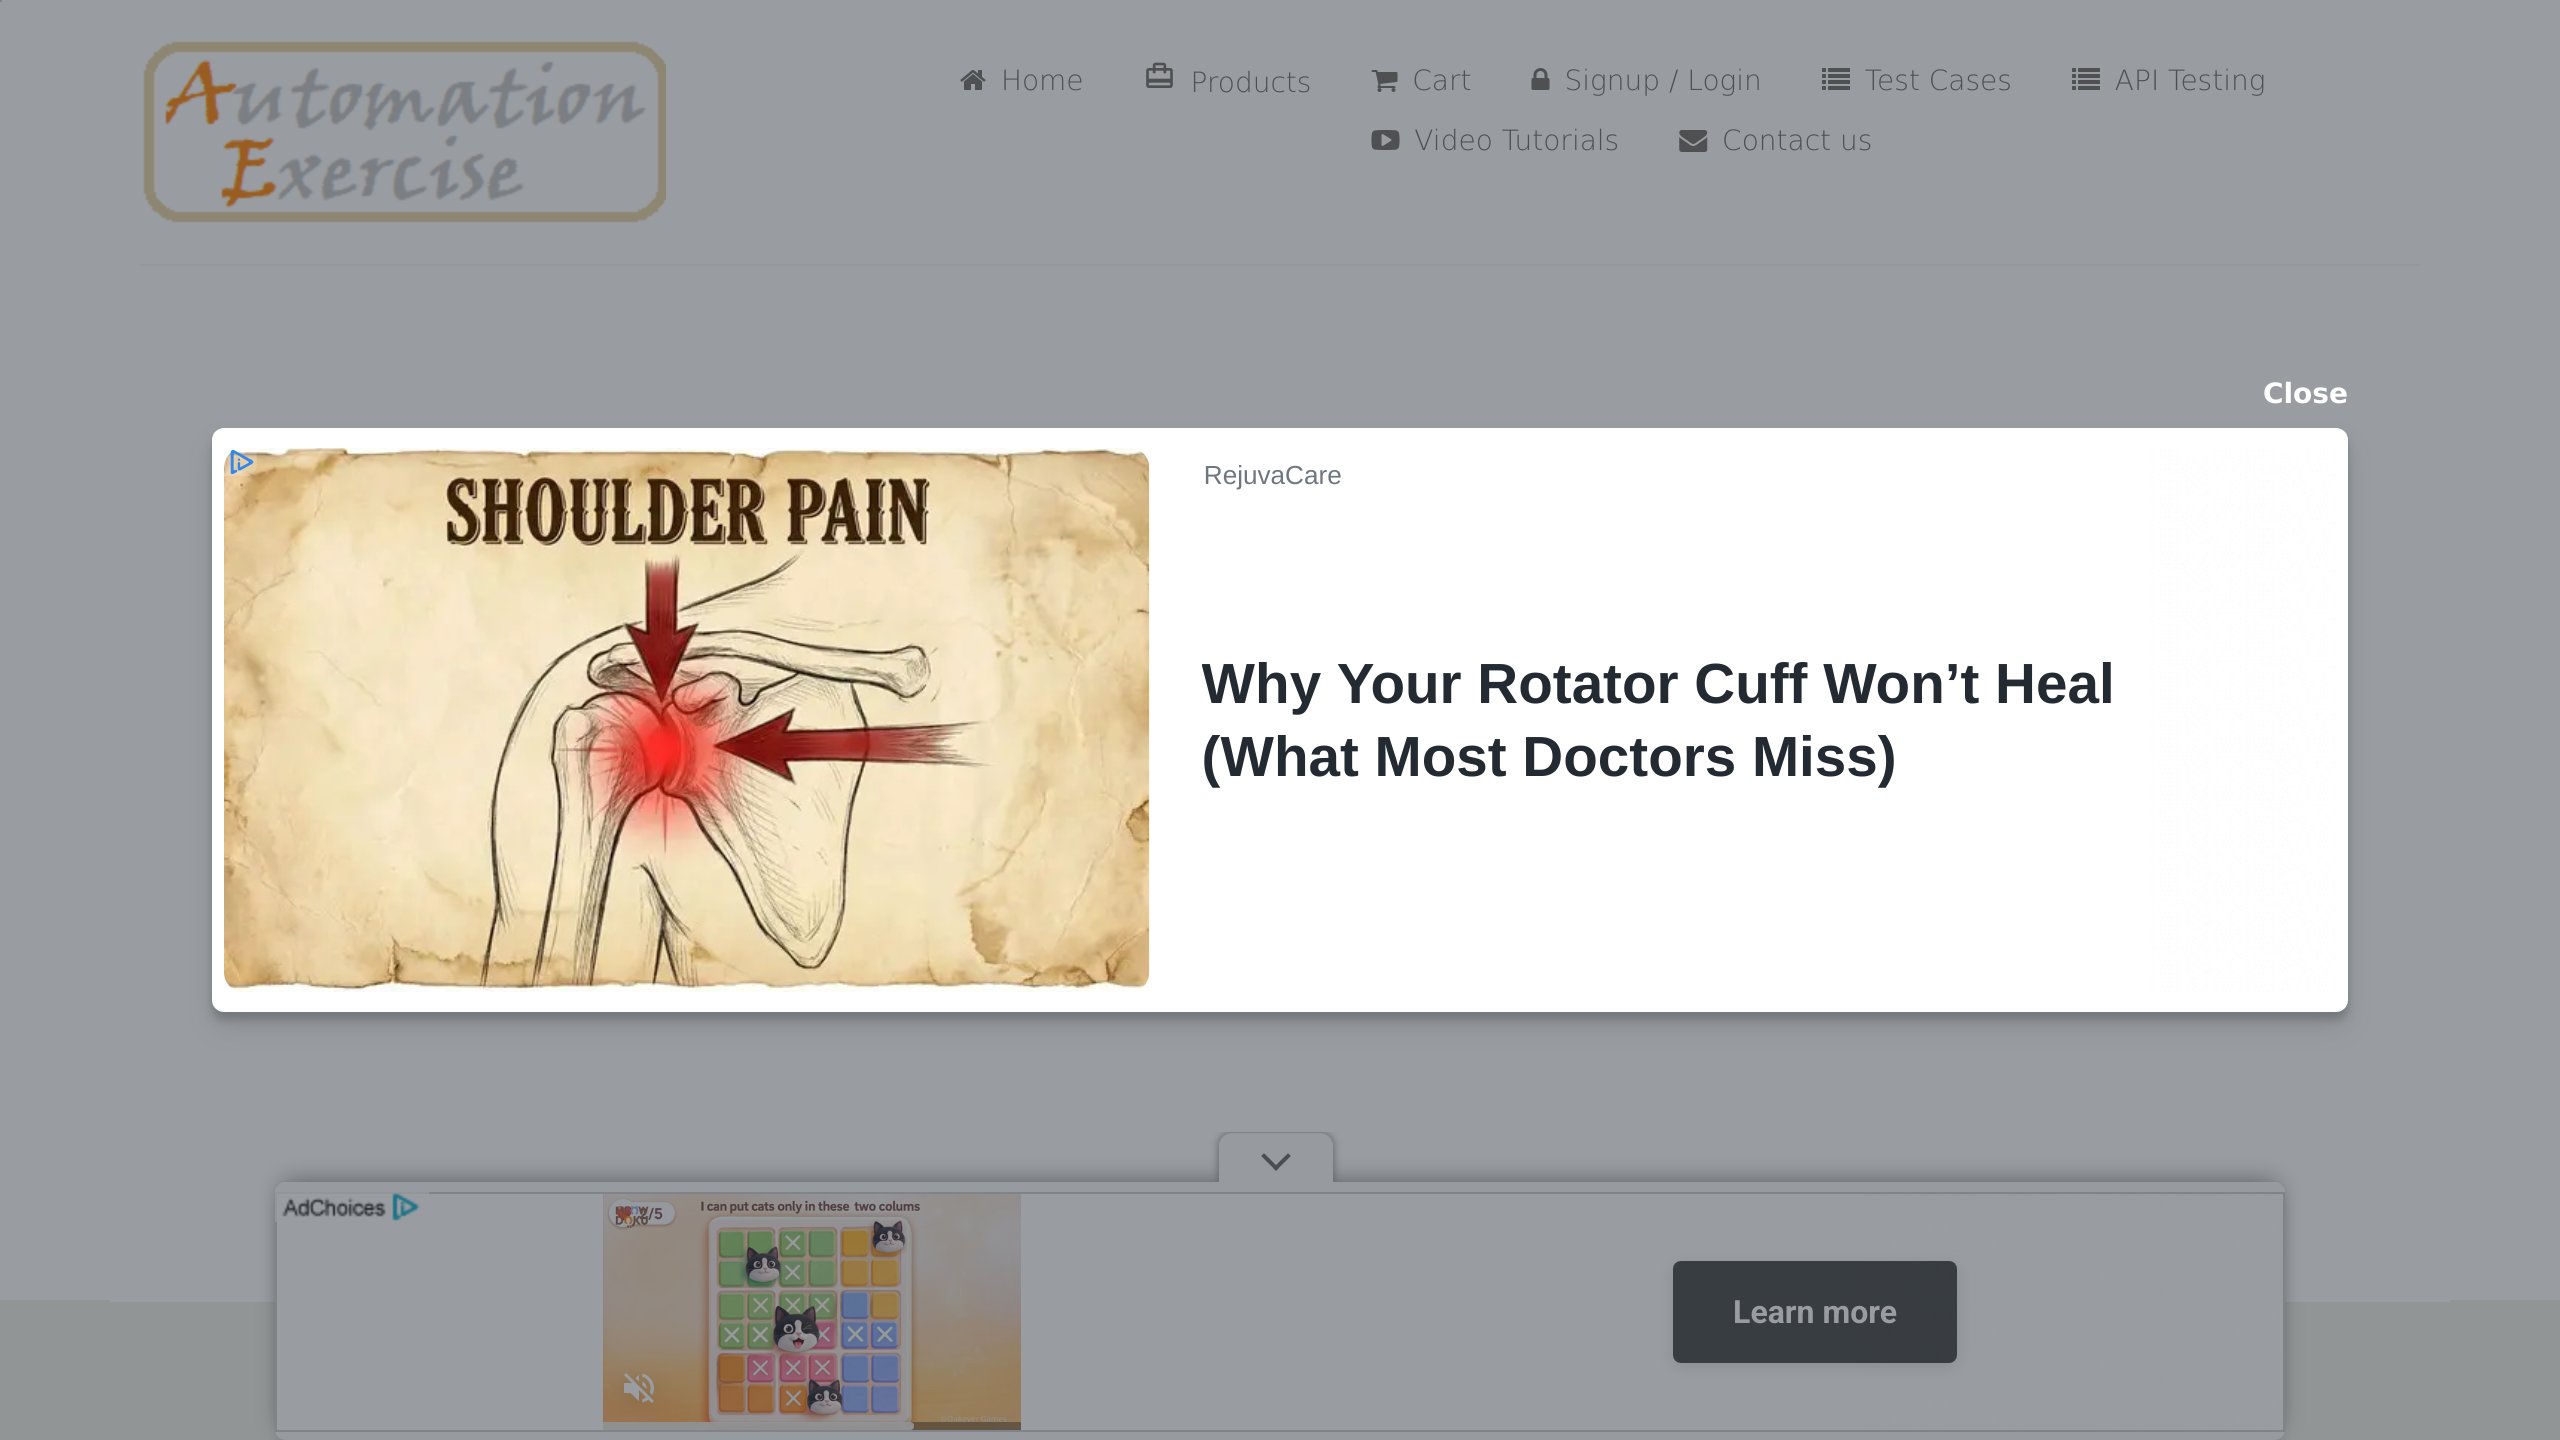 Automation
Exercise
Home
Products
Cart
Signup / Login
Test Cases
API Testing
Video Tutorials
Contact us
Close
SHOULDER PAIN
RejuvaCare
Why Your Rotator Cuff Won’t Heal
(What Most Doctors Miss)
AdChoices
/5
I can put cats only in these two colums
Learn more